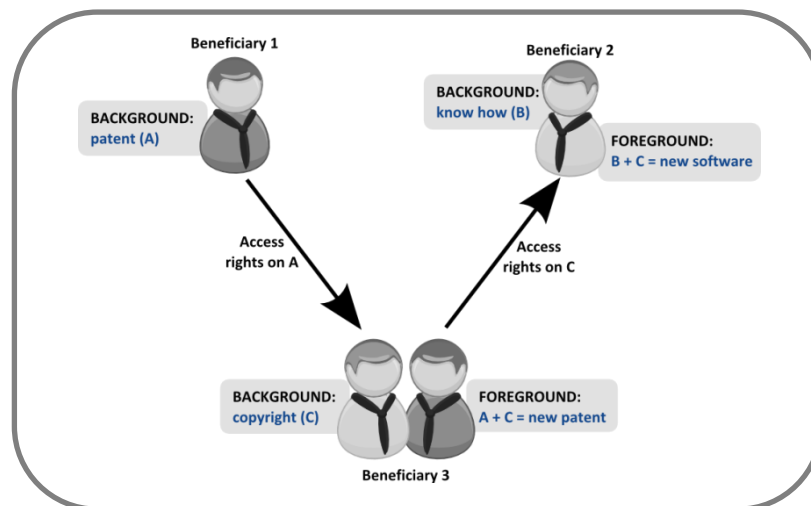 Beneficiary 1
BACKGROUND:
patent (A)
Beneficiary 2
BACKGROUND:
know how (B)
FOREGROUND:
B + C = new software
Access
rights on A
Access
rights on C
BACKGROUND:
copyright (C)
FOREGROUND:
A + C = new patent
Beneficiary 3